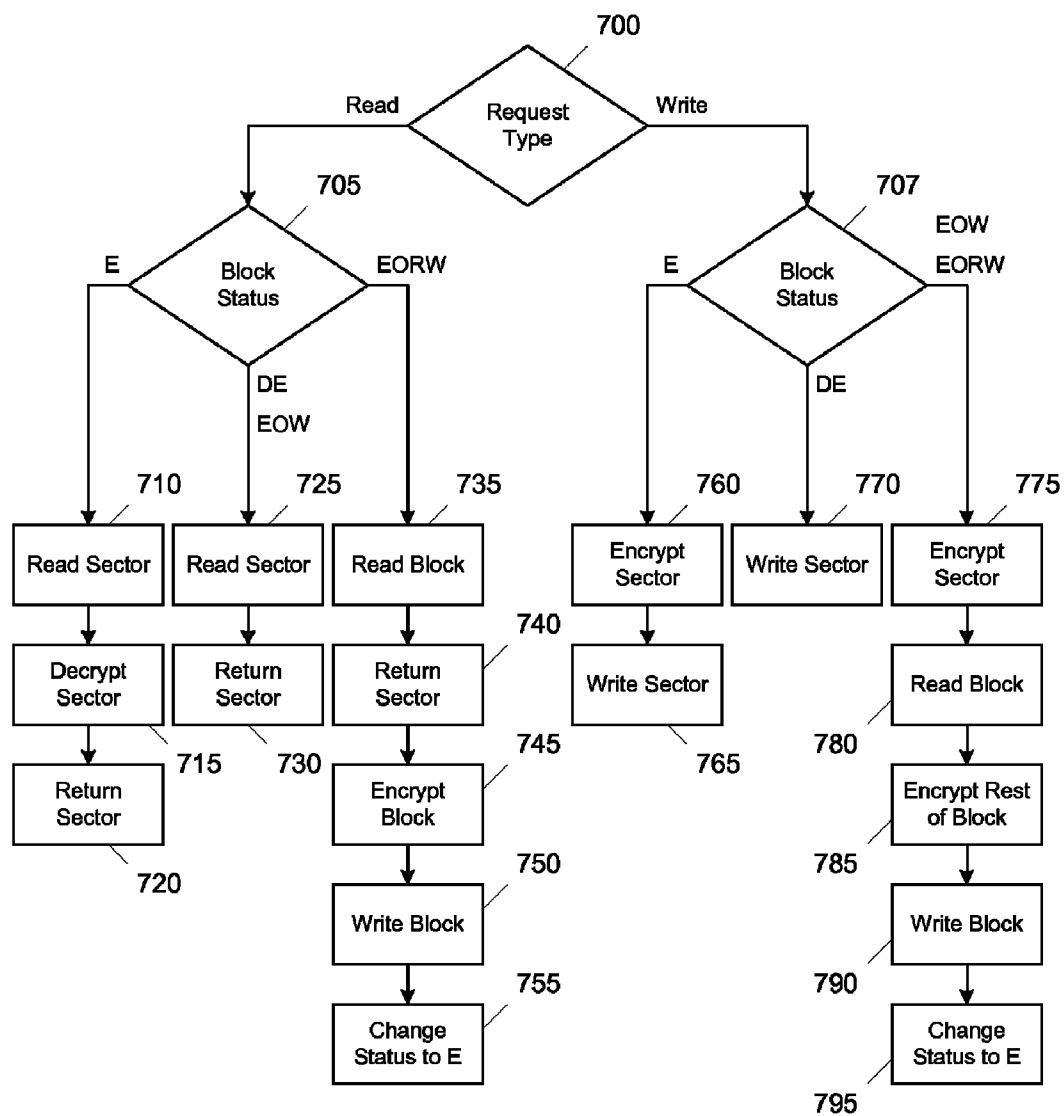 700
Read
Request
Type
Write
705
707
E
Block
Status
EORW
DE
EOW
E
Block
Status
EOW
EORW
DE
710
725
735
760
770
775
Read Sector
Read Sector
Read Block
Encrypt
Sector
Write Sector
Encrypt
Sector
740
Decrypt
Sector
Return
Sector
Return
Sector
Write Sector
Read Block
715
730
745
765
780
Return
Sector
Encrypt
Block
Encrypt Rest
of Block
720
750
785
Write Block
Write Block
755
790
Change
Status to E
Change
Status to E
795